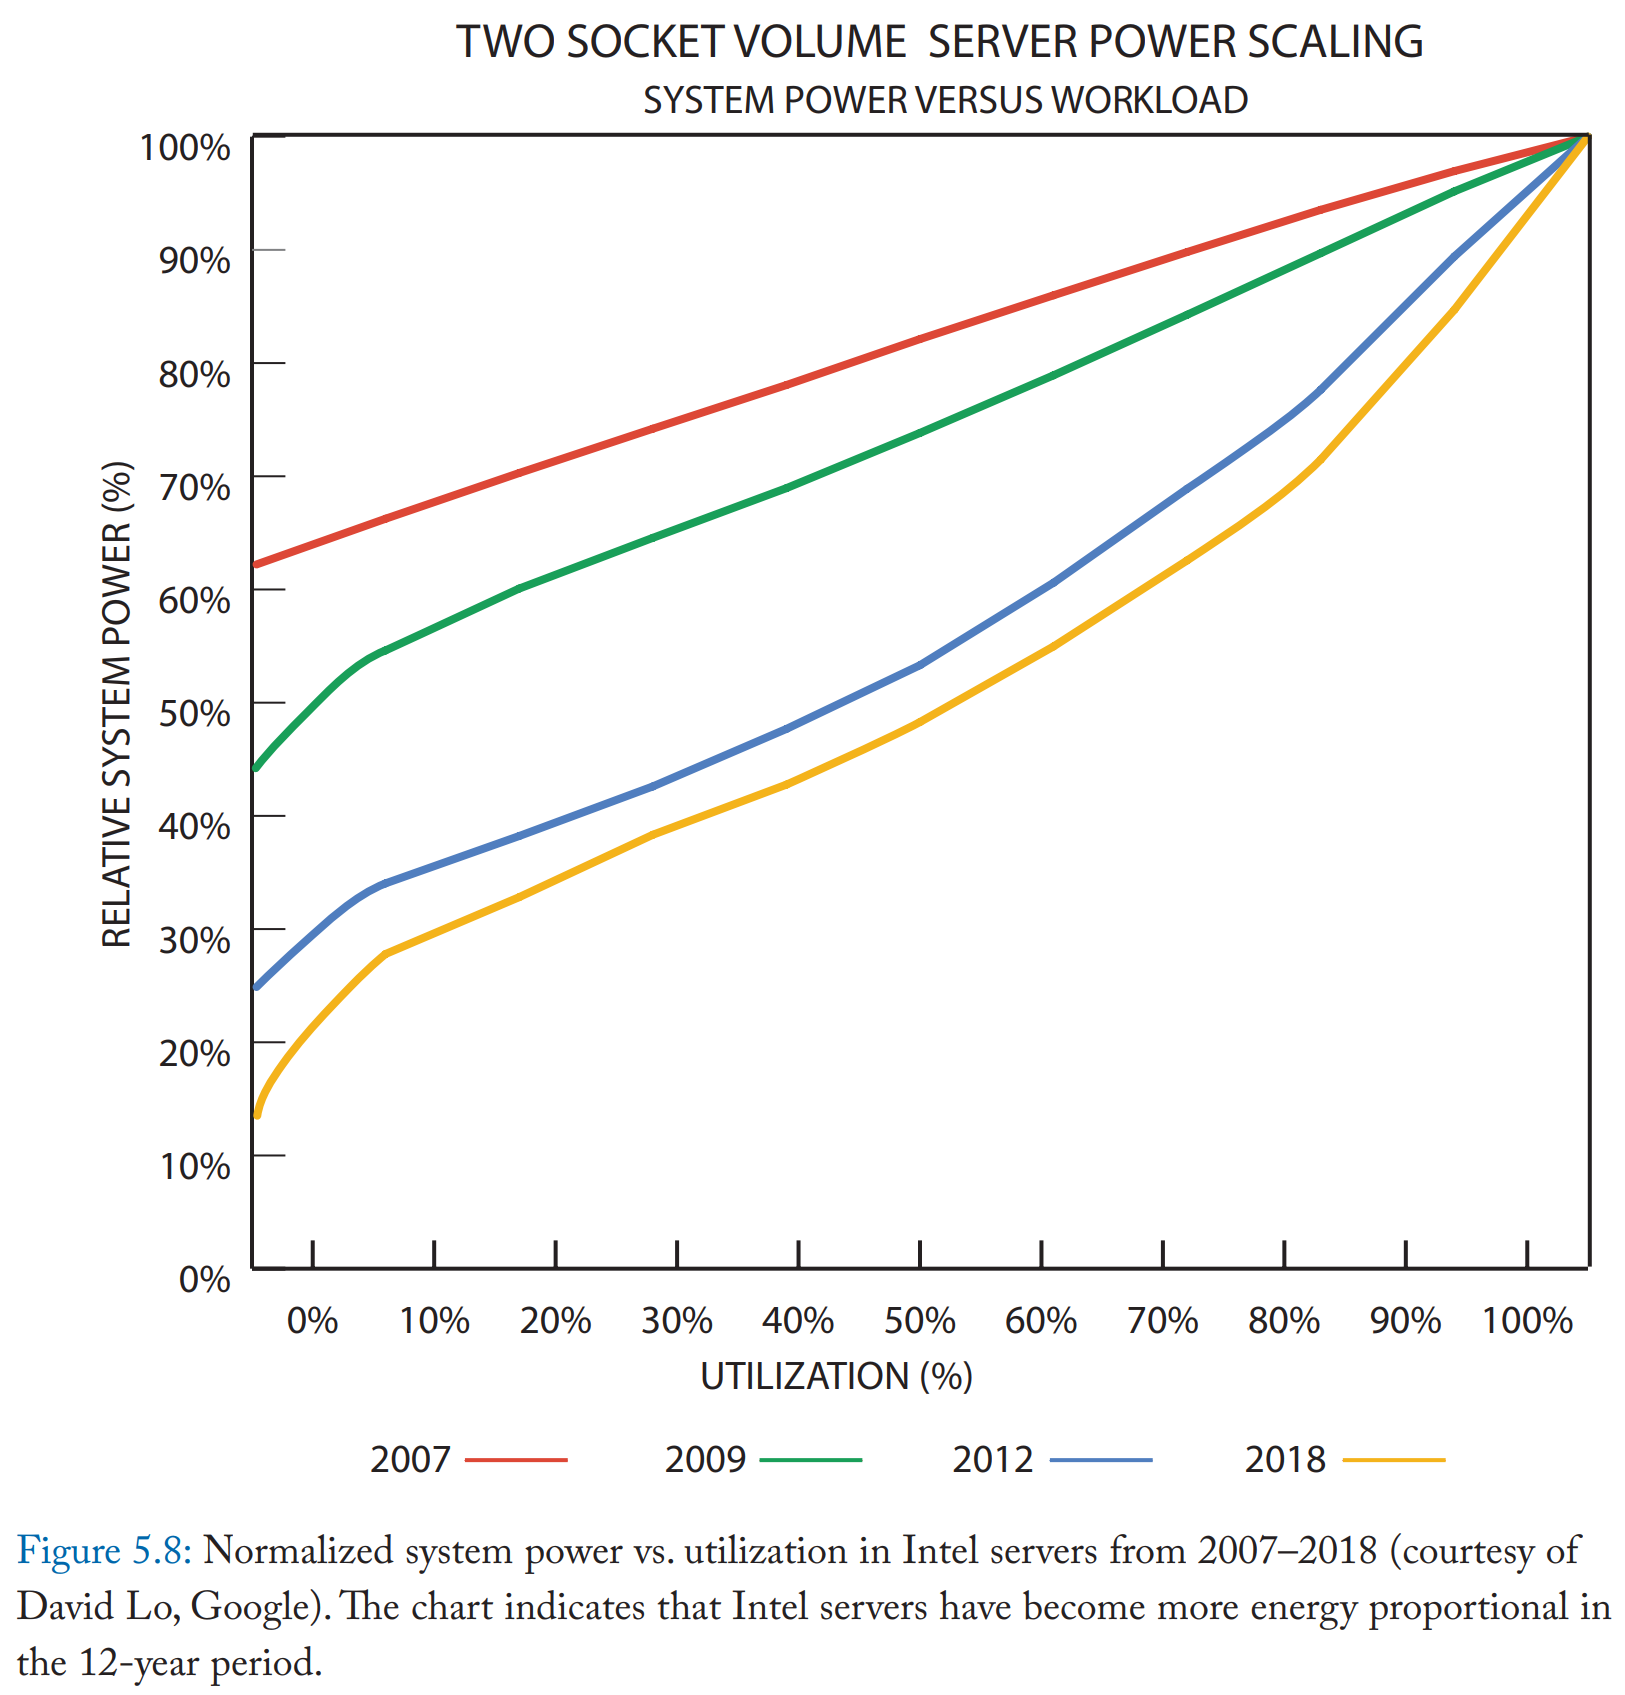 TWO SOCKET VOLUME SERVER POWER SCALING
SYSTEM POWER VERSUS WORKLOAD
100%
90%
80%
70%
60%
50%
40%
30%
20%
10%
0%
RELATIVE SYSTEM POWER (%)
0% 10% 20% 30% 40% 50% 60% 70% 80% 90% 100%
UTILIZATION (%)
2007 2009 2012 2018
Figure 5.8: Normalized system power vs. utilization in Intel servers from 2007–2018 (courtesy of
David Lo, Google). The chart indicates that Intel servers have become more energy proportional in
the 12-year period.